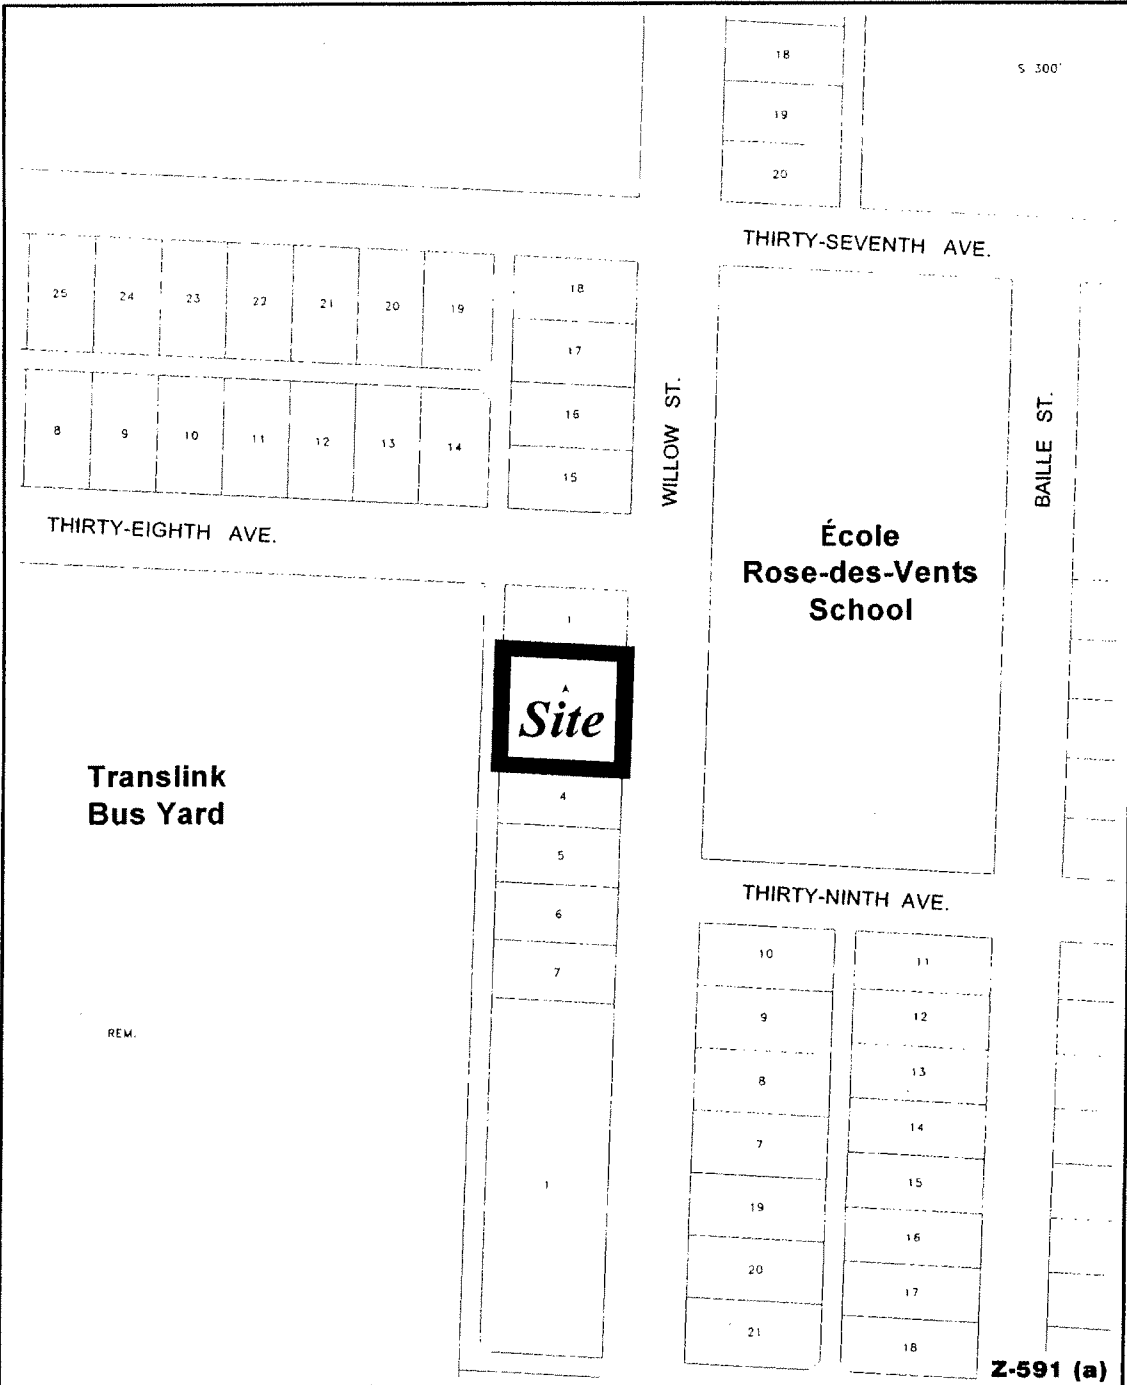 18
S 300'
19
20
THIRTY-SEVENTH AVE.
25
24
23
22
21
20
19
18
17
16
15
8
9
10
11
12
13
14
WILLOW ST.
BAILLE ST.
THIRTY-EIGHTH AVE.
École
Rose-des-Vents
School
1
A
Site
Translink
Bus Yard
4
5
6
7
REM.
1
THIRTY-NINTH AVE.
10
9
8
7
19
20
21
11
12
13
14
15
16
17
18
Z-591 (a)